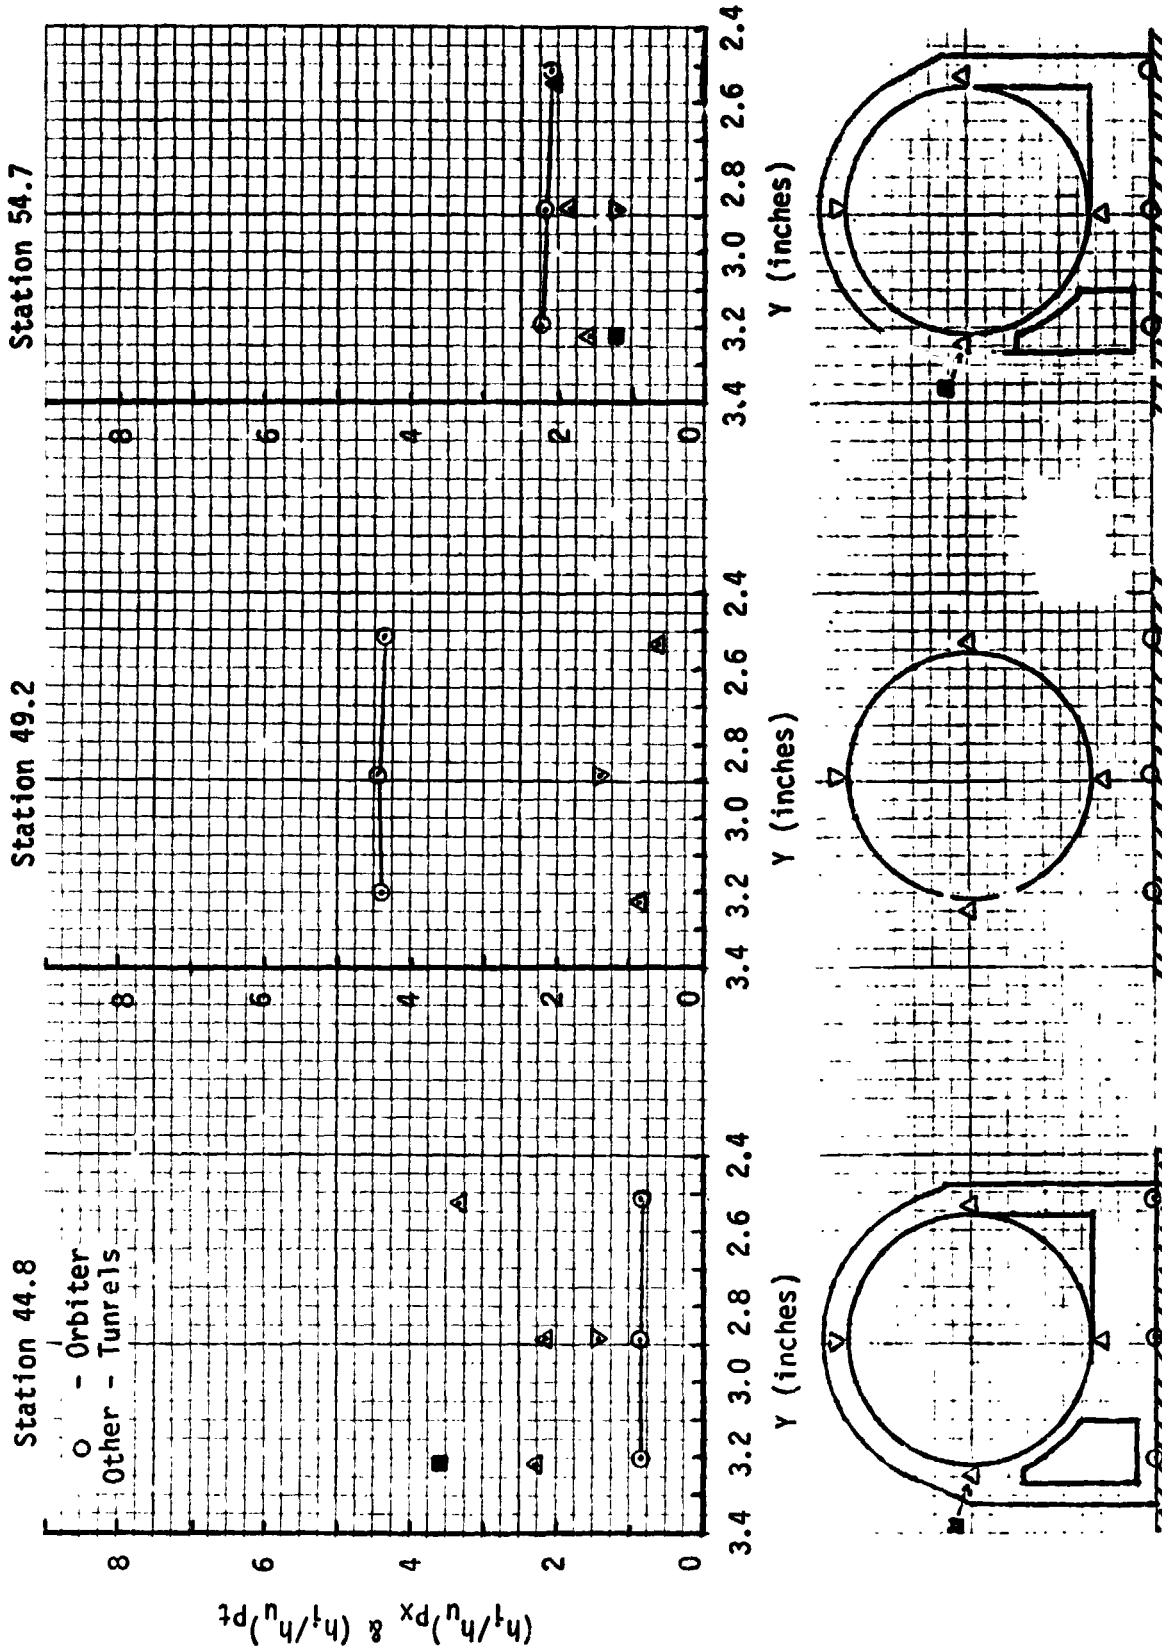 Station 44.8
Station 49.2
Station 54.7
O - Orbiter
Other - Tunrels
(hi/hu)px & (hi/hu)pt
8
6
4
2
0
8
6
4
2
0
8
6
4
2
0
3.4 3.2 3.0 2.8 2.6 2.4
3.4 3.2 3.0 2.8 2.6 2.4
3.4 3.2 3.0 2.8 2.6 2.4
Y (inches)
Y (inches)
Y (inches)